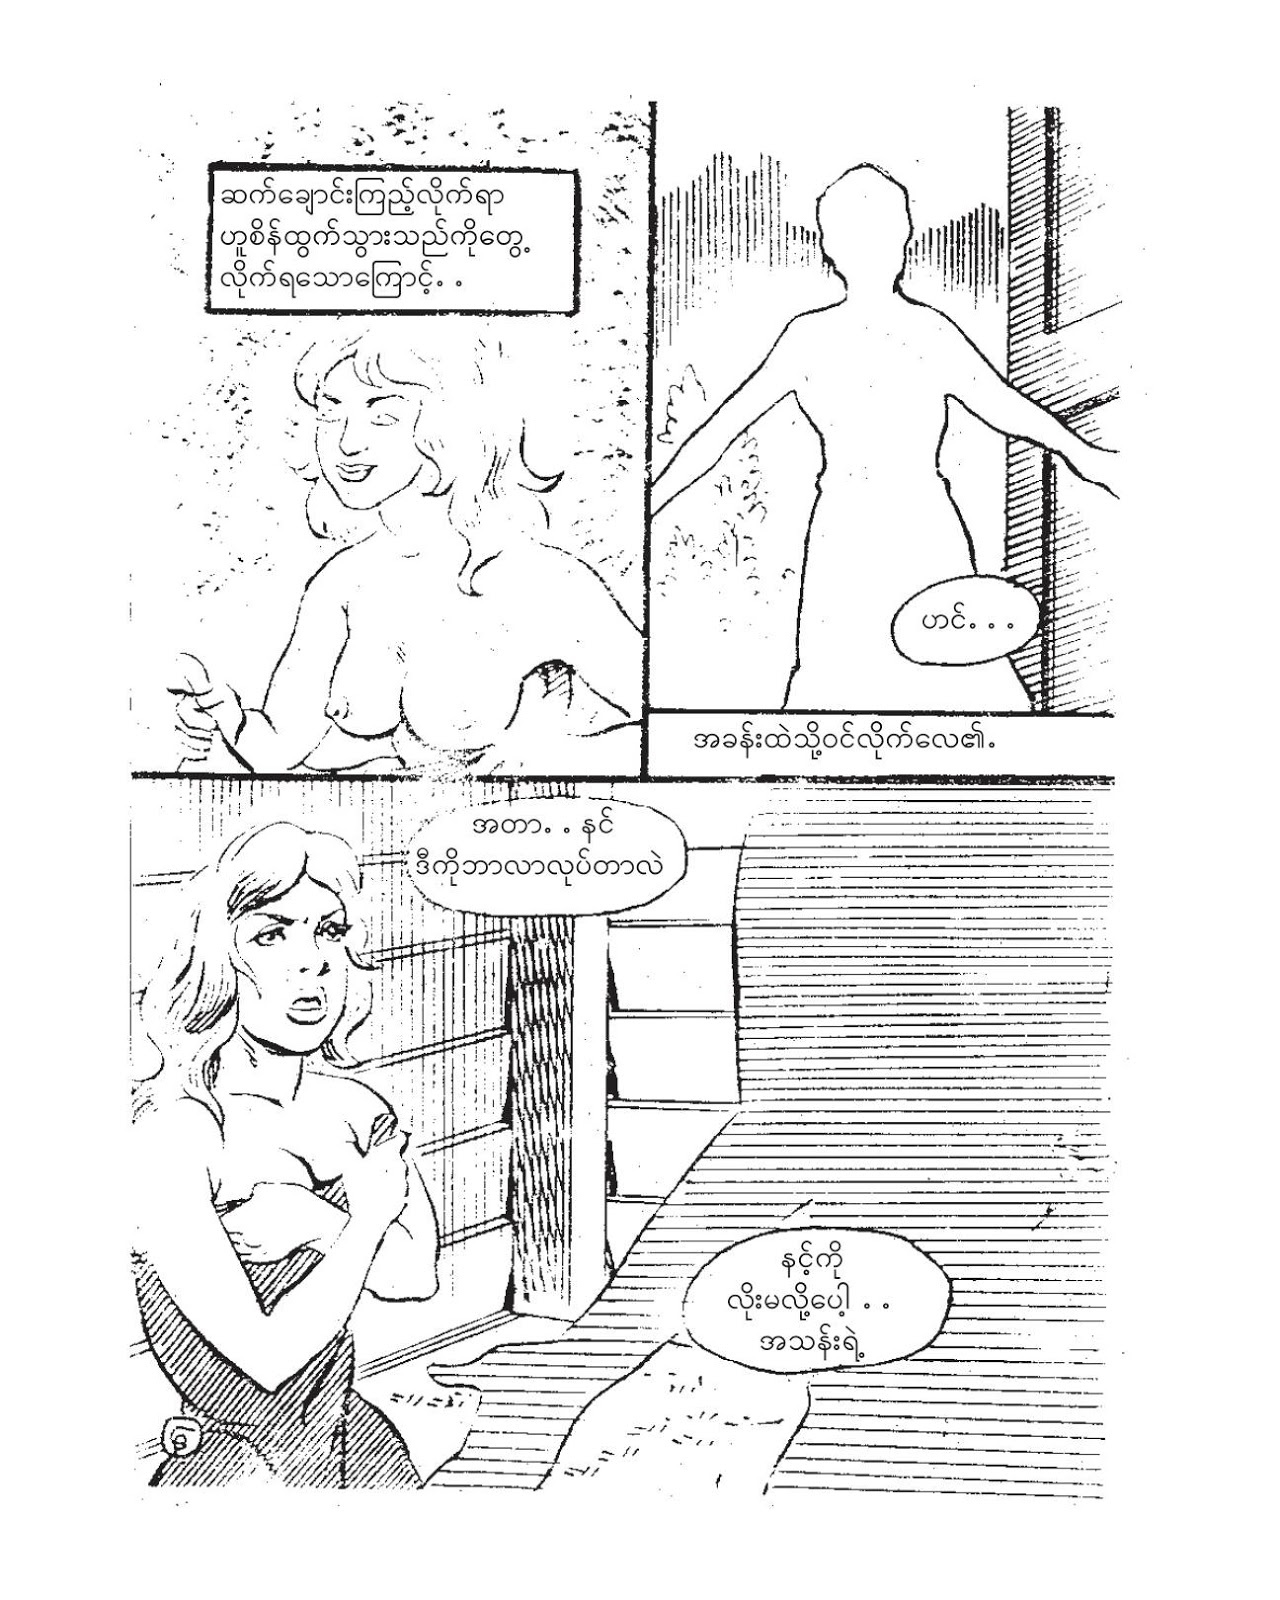 ဆက်ချောင်းကြည့်လိုက်ရာ
ဟူစိန်ထွက်သွားသည်ကိုတွေ့
လိုက်ရသောကြောင့်. .
ဟင်. . .
အခန်းထဲသို့ဝင်လိုက်လေ၏.
အတာ. . နင်
ဒီကိုဘာလာလုပ်တာလဲ
နင့်ကို
လိုးမလို့ပေါ့ . .
အသန်းရဲ့